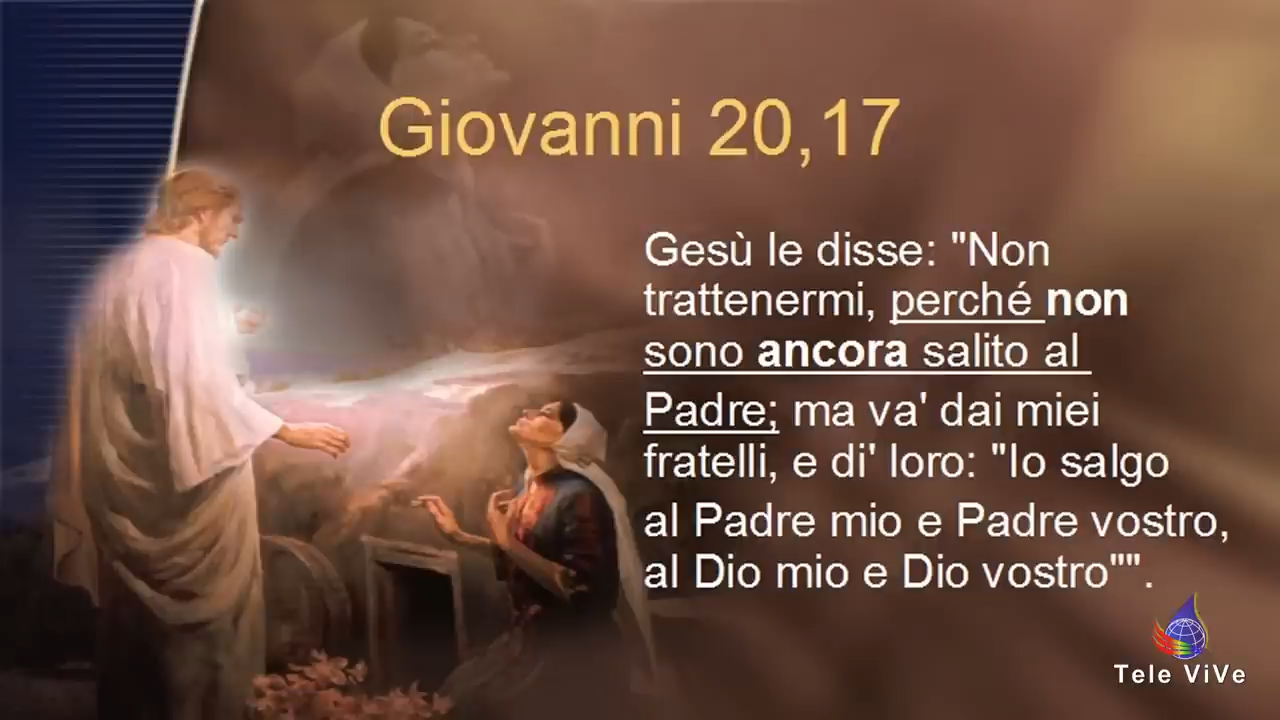 Giovanni 20,17
Gesù le disse: "Non
trattenermi, perché non
sono ancora salito al
Padre; ma va' dai miei
fratelli, e di' loro: "Io salgo
al Padre mio e Padre vostro,
al Dio mio e Dio vostro"".
Tele ViVe